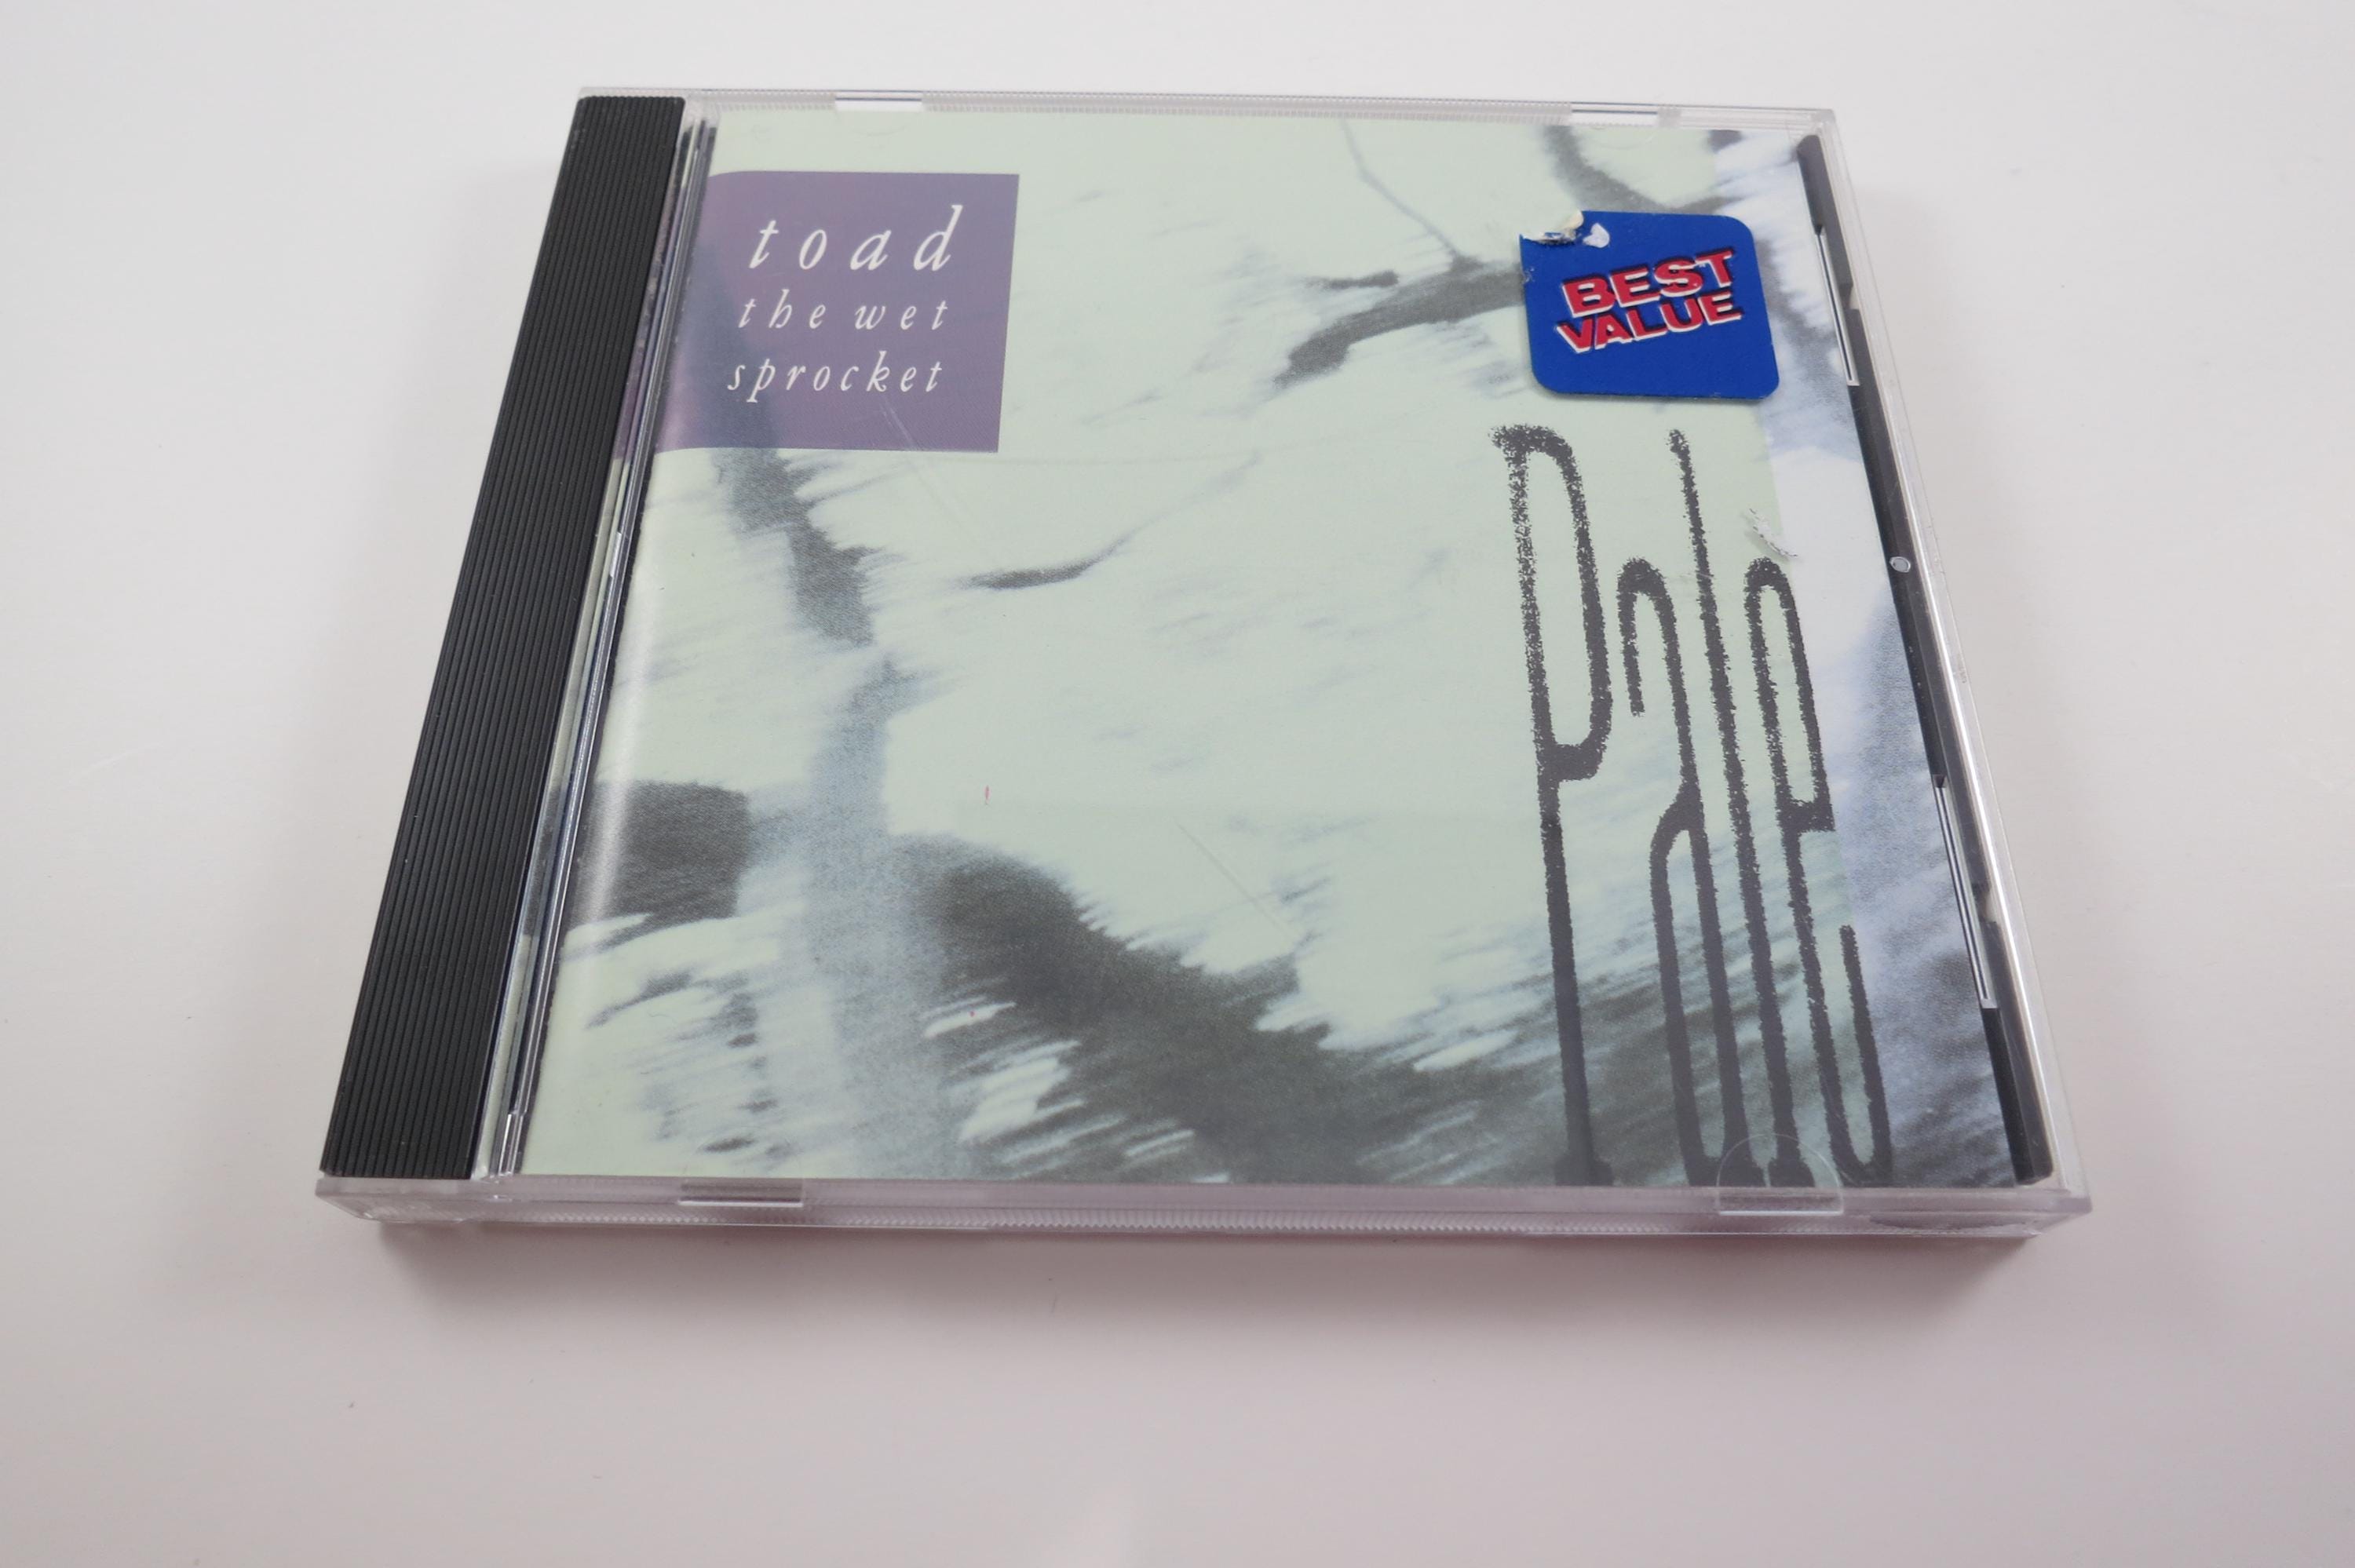 toad
the wet
sprocket
BEST
VALUE
Pale